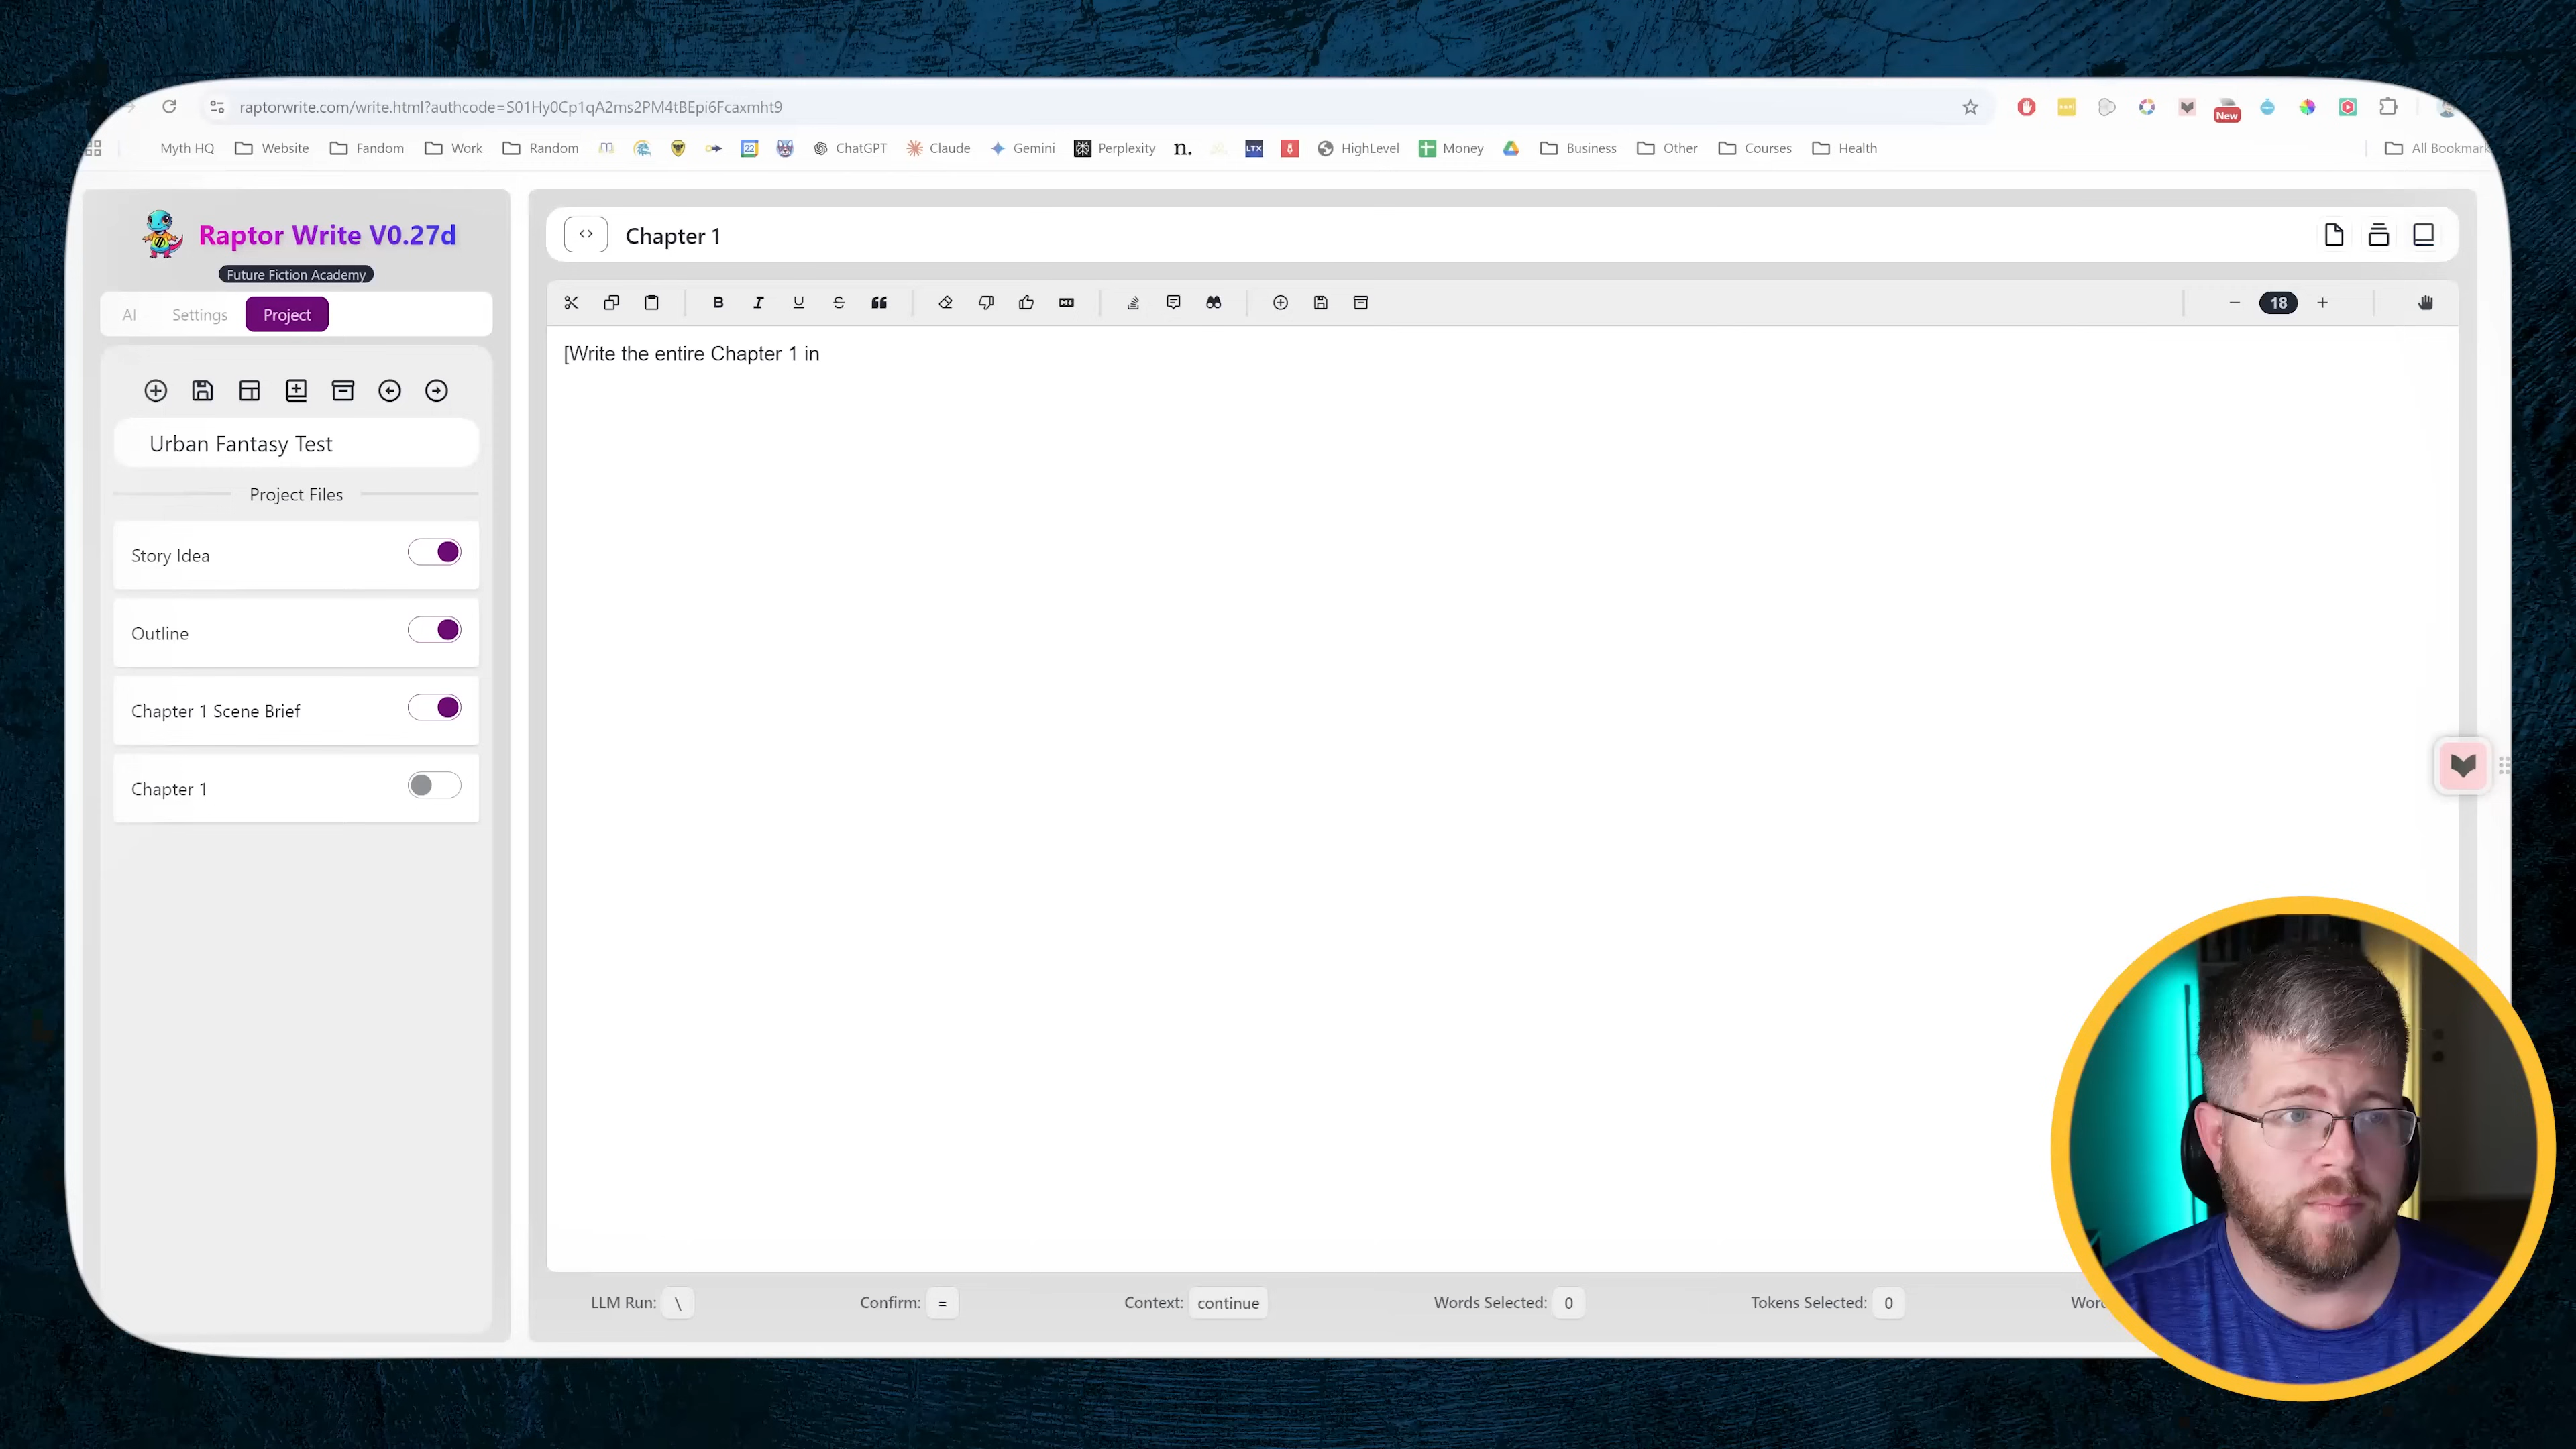 raptorwrite.com/write.html?authcode=S01Hy0Cp1qA2ms2PM4tBEpi6Fcaxmht9
New
Myth HQ Website Fandom Work Random 22 ChatGPT Claude Gemini Perplexity n. LTX HighLevel Money Business Other Courses Health All Bookmark
Raptor Write V0.27d
Future Fiction Academy
AI Settings Project
Urban Fantasy Test
Project Files
Story Idea
Outline
Chapter 1 Scene Brief
Chapter 1
<> Chapter 1
B I U S 18
[Write the entire Chapter 1 in
LLM Run: \ Confirm: = Context: continue Words Selected: 0 Tokens Selected: 0 Word